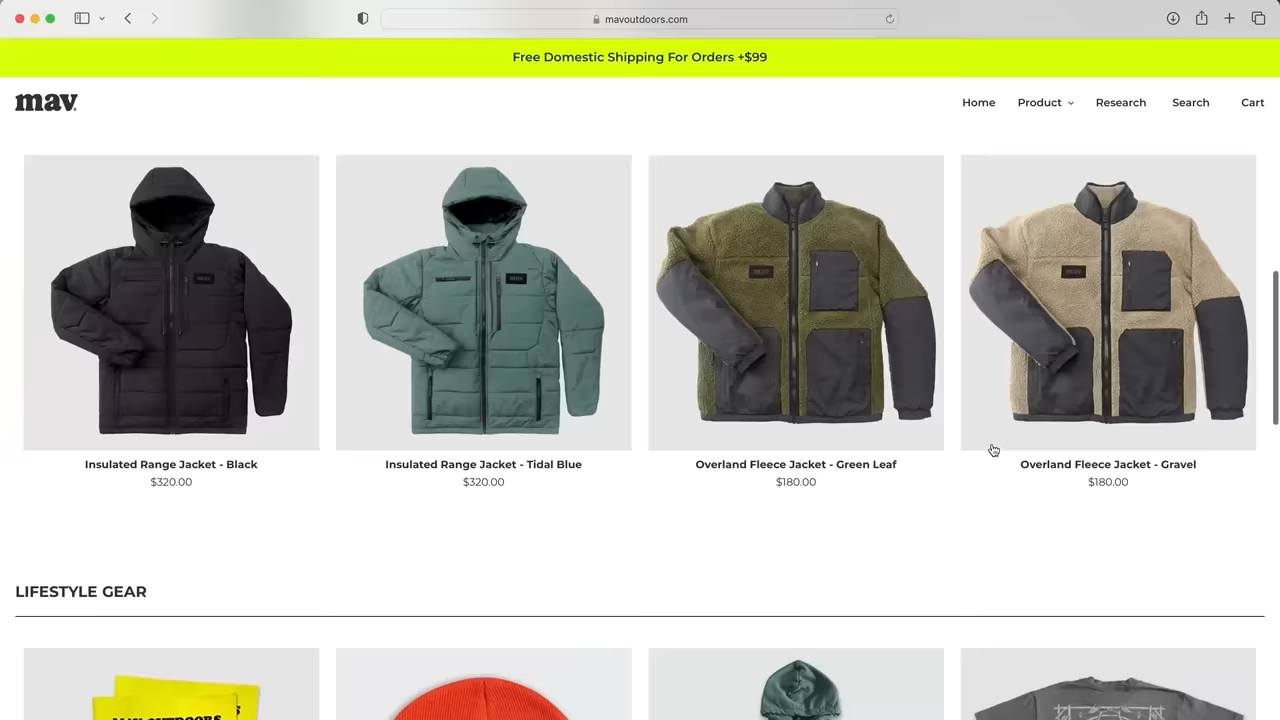 mavoutdoors.com
Free Domestic Shipping For Orders +$99
mav
Home
Product
Research
Search
Cart
Insulated Range Jacket - Black
$320.00
Insulated Range Jacket - Tidal Blue
$320.00
Overland Fleece Jacket - Green Leaf
$180.00
Overland Fleece Jacket - Gravel
$180.00
LIFESTYLE GEAR